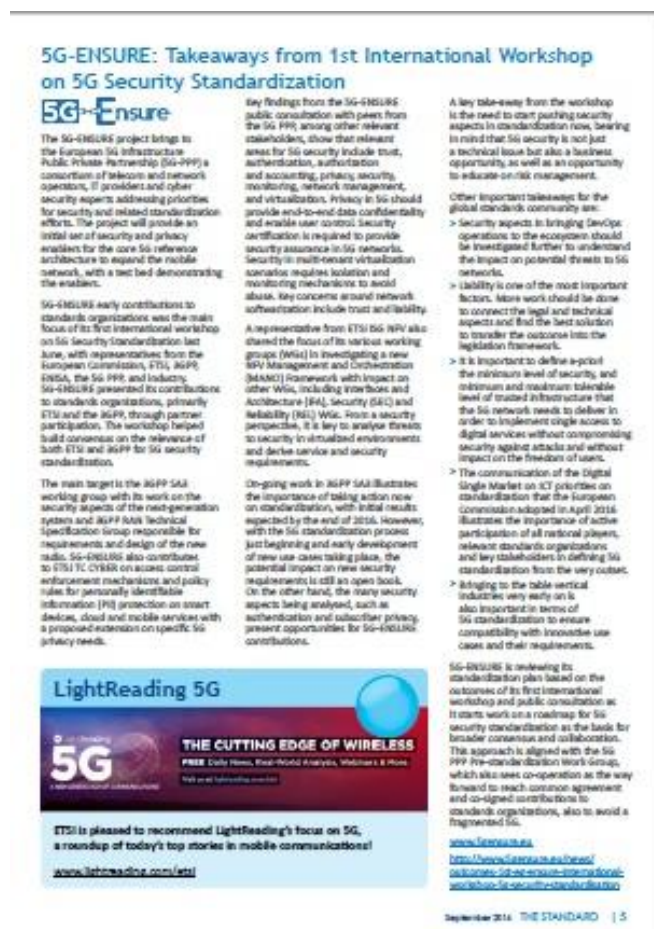 5G-ENSURE: Takeaways from 1st International Workshop
on 5G Security Standardization
5G Ensure
The 5G-ENSURE project brings to
the European 5G Infrastructure
Public Private Partnership (5G-PPP) a
consortium of telecom and network
operators, IT providers and cyber
security experts addressing priorities
for security and related standardization
efforts. The project will provide an
initial set of security and privacy
enablers for the core 5G reference
architecture to expand the mobile
network, with a test bed demonstrating
the enablers.
5G-ENSURE early contributions to
standards organizations was the main
focus of its first international workshop
on 5G Security Standardization last
June, with representatives from the
European Commission, ETSI, 3GPP,
ENISA, the 5G PPP, and industry.
5G-ENSURE presented its contributions
to standards organizations, primarily
ETSI and the 3GPP, through partner
participation. The workshop helped
build consensus on the relevance of
both ETSI and 3GPP for 5G security
standardization.
The main target is the 3GPP SA3
working group with its work on the
security aspects of the next-generation
system and 3GPP RAN Technical
Specification Group responsible for
requirements and design of the new
radio. 5G-ENSURE also contributes
to ETSI TC CYBER on access control
enforcement mechanisms and policy
rules for personally identifiable
information (PII) protection on smart
devices, cloud and mobile services with
a proposed extension on specific 5G
privacy needs.
Key findings from the 5G-ENSURE
public consultation with peers from
the 5G PPP, among other relevant
stakeholders, show that relevant
areas for 5G security include trust,
authentication, authorization
and accounting, privacy, security,
monitoring, network management,
and virtualization. Privacy in 5G should
provide end-to-end data confidentiality
and enable user control. Security
certification is required to provide
security assurance in 5G networks.
Security in multi-tenant virtualization
scenarios requires isolation and
monitoring mechanisms to avoid
abuse. Key concerns around network
softwarization include trust and liability.
A representative from ETSI ISG NFV also
shared the focus of its various working
groups (WGs) in investigating a new
NFV Management and Orchestration
(MANO) Framework with impact on
other WGs, including Interfaces and
Architecture (IFA), Security (SEC) and
Reliability (REL) WGs. From a security
perspective, it is key to analyse threats
to security in virtualized environments
and derive service and security
requirements.
On-going work in 3GPP SA3 illustrates
the importance of taking action now
on standardization, with initial results
expected by the end of 2016. However,
with the 5G standardization process
just beginning and early development
of new use cases taking place, the
potential impact on new security
requirements is still an open book.
On the other hand, the many security
aspects being analysed, such as
authentication and subscriber privacy,
present opportunities for 5G-ENSURE
contributions.
A key take-away from the workshop
is the need to start pushing security
aspects in standardization now, bearing
in mind that 5G security is not just
a technical issue but also a business
opportunity, as well as an opportunity
to educate on risk management.
Other important takeaways for the
global standards community are:
> Security aspects in bringing DevOps
operations to the ecosystem should
be investigated further to understand
the impact on potential threats to 5G
networks.
> Liability is one of the most important
factors. More work should be done
to connect the legal and technical
aspects and find the best solution
to transfer the outcome into the
legislation framework.
> It is important to define a-priori
the minimum level of security, and
minimum and maximum tolerable
level of trusted infrastructure that
the 5G network needs to deliver in
order to implement single access to
digital services without compromising
security against attacks and without
impact on the freedom of users.
> The communication of the Digital
Single Market on ICT priorities on
standardization that the European
Commission adopted in April 2016
illustrates the importance of active
participation of all national players,
relevant standards organizations
and key stakeholders in defining 5G
standardization from the very outset.
> Bringing to the table vertical
industries very early on is
also important in terms of
5G standardization to ensure
compatibility with innovative use
cases and their requirements.
5G-ENSURE is reviewing its
standardization plan based on the
outcomes of its first international
workshop and public consultation as
it starts work on a roadmap for 5G
security standardization as the basis for
broader consensus and collaboration.
This approach is aligned with the 5G
PPP Pre-standardization Work Group,
which also sees co-operation as the way
forward to reach common agreement
and co-signed contributions to
standards organizations, also to avoid a
fragmented 5G.
www.5gensure.eu
http://www.5gensure.eu/news/
outcomes-1st-5g-ensure-international-
workshop-5g-security-standardisation
LightReading 5G
5G
THE CUTTING EDGE OF WIRELESS
FREE Daily News, Real-World Analysis, Webinars & More
ETSI is pleased to recommend LightReading's focus on 5G,
a roundup of today's top stories in mobile communications!
www.lightreading.com/etsi
September 2016 THE STANDARD | 5